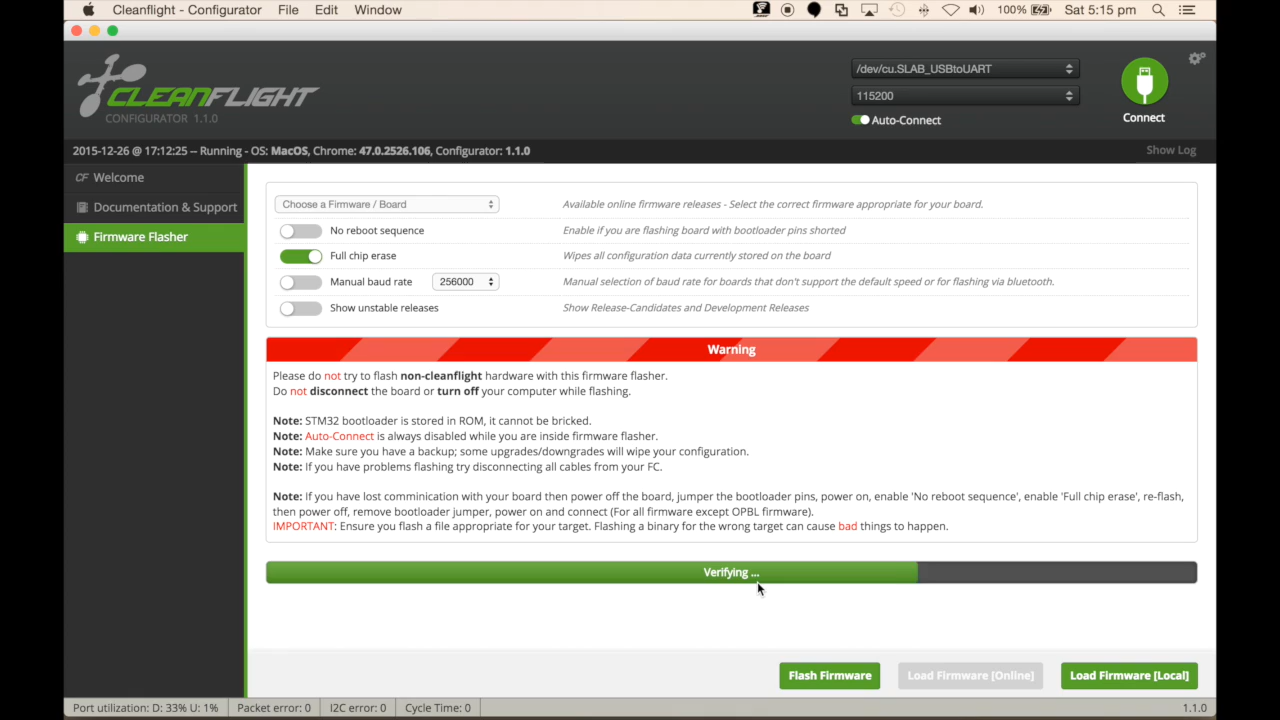 Cleanflight - Configurator File Edit Window 100% Sat 5:15 pm
CLEANFLIGHT
CONFIGURATOR 1.1.0
/dev/cu.SLAB_USBtoUART
115200
Auto-Connect
Connect
2015-12-26 @ 17:12:25 -- Running - OS: MacOS, Chrome: 47.0.2526.106, Configurator: 1.1.0
Show Log
CF Welcome
Documentation & Support
Firmware Flasher
Choose a Firmware / Board Available online firmware releases - Select the correct firmware appropriate for your board.
No reboot sequence Enable if you are flashing board with bootloader pins shorted
Full chip erase Wipes all configuration data currently stored on the board
Manual baud rate 256000 Manual selection of baud rate for boards that don't support the default speed or for flashing via bluetooth.
Show unstable releases Show Release-Candidates and Development Releases
Warning
Please do not try to flash non-cleanflight hardware with this firmware flasher.
Do not disconnect the board or turn off your computer while flashing.
Note: STM32 bootloader is stored in ROM, it cannot be bricked.
Note: Auto-Connect is always disabled while you are inside firmware flasher.
Note: Make sure you have a backup; some upgrades/downgrades will wipe your configuration.
Note: If you have problems flashing try disconnecting all cables from your FC.
Note: If you have lost comminication with your board then power off the board, jumper the bootloader pins, power on, enable 'No reboot sequence', enable 'Full chip erase', re-flash,
then power off, remove bootloader jumper, power on and connect (For all firmware except OPBL firmware).
IMPORTANT: Ensure you flash a file appropriate for your target. Flashing a binary for the wrong target can cause bad things to happen.
Verifying ...
Flash Firmware Load Firmware [Online] Load Firmware [Local]
Port utilization: D: 33% U: 1% Packet error: 0 I2C error: 0 Cycle Time: 0 1.1.0